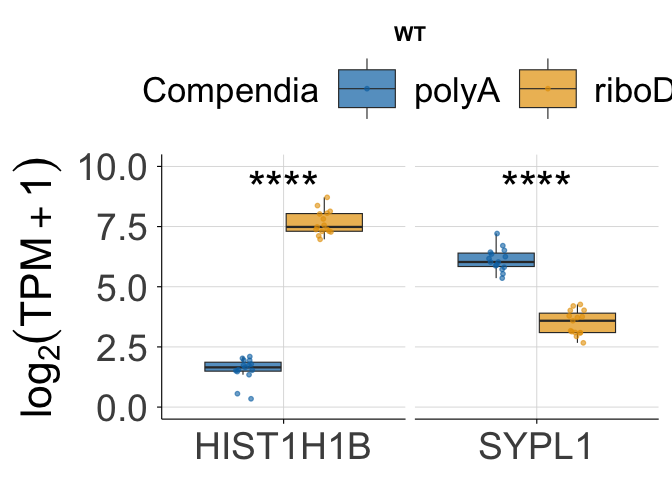 WT
Compendia polyA riboD
log2(TPM + 1)
10.0
7.5
5.0
2.5
0.0
**** ****
HIST1H1B SYPL1